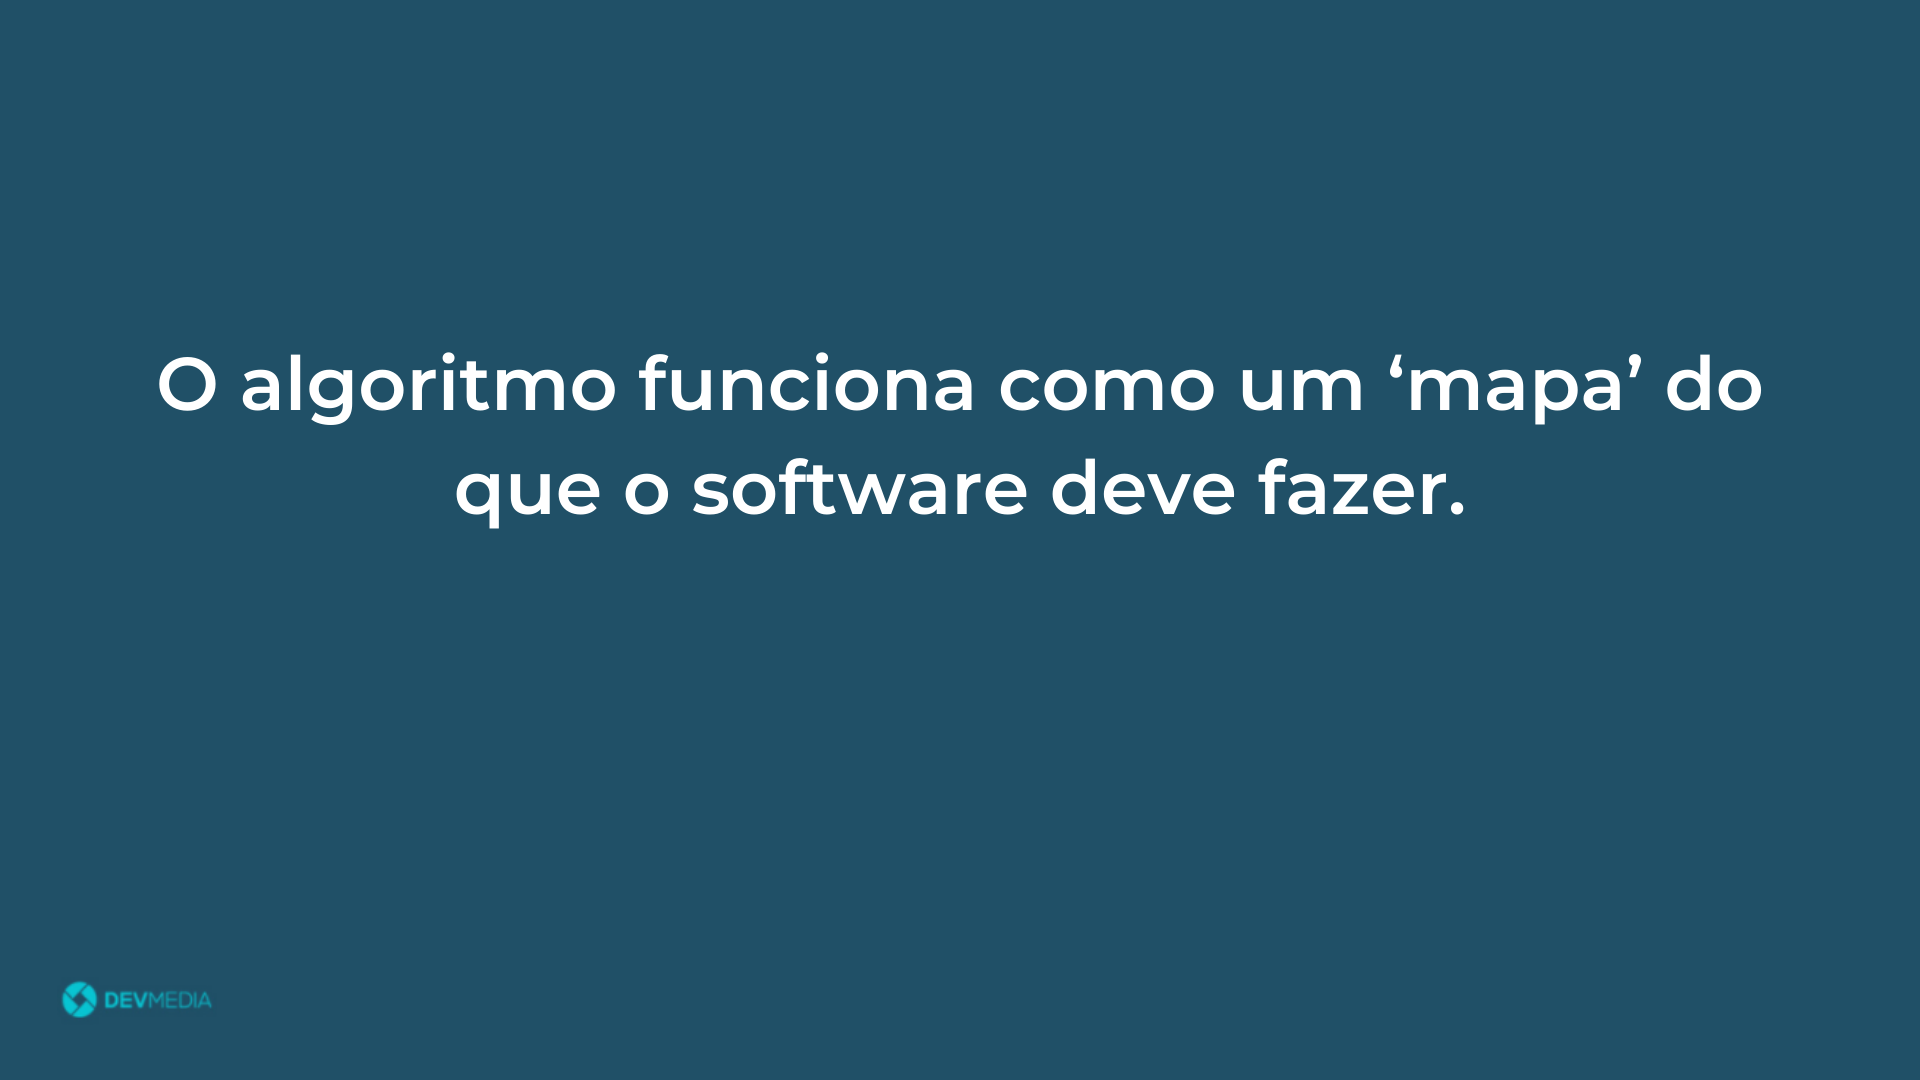 O algoritmo funciona como um ‘mapa’ do
que o software deve fazer.
DEVMEDIA